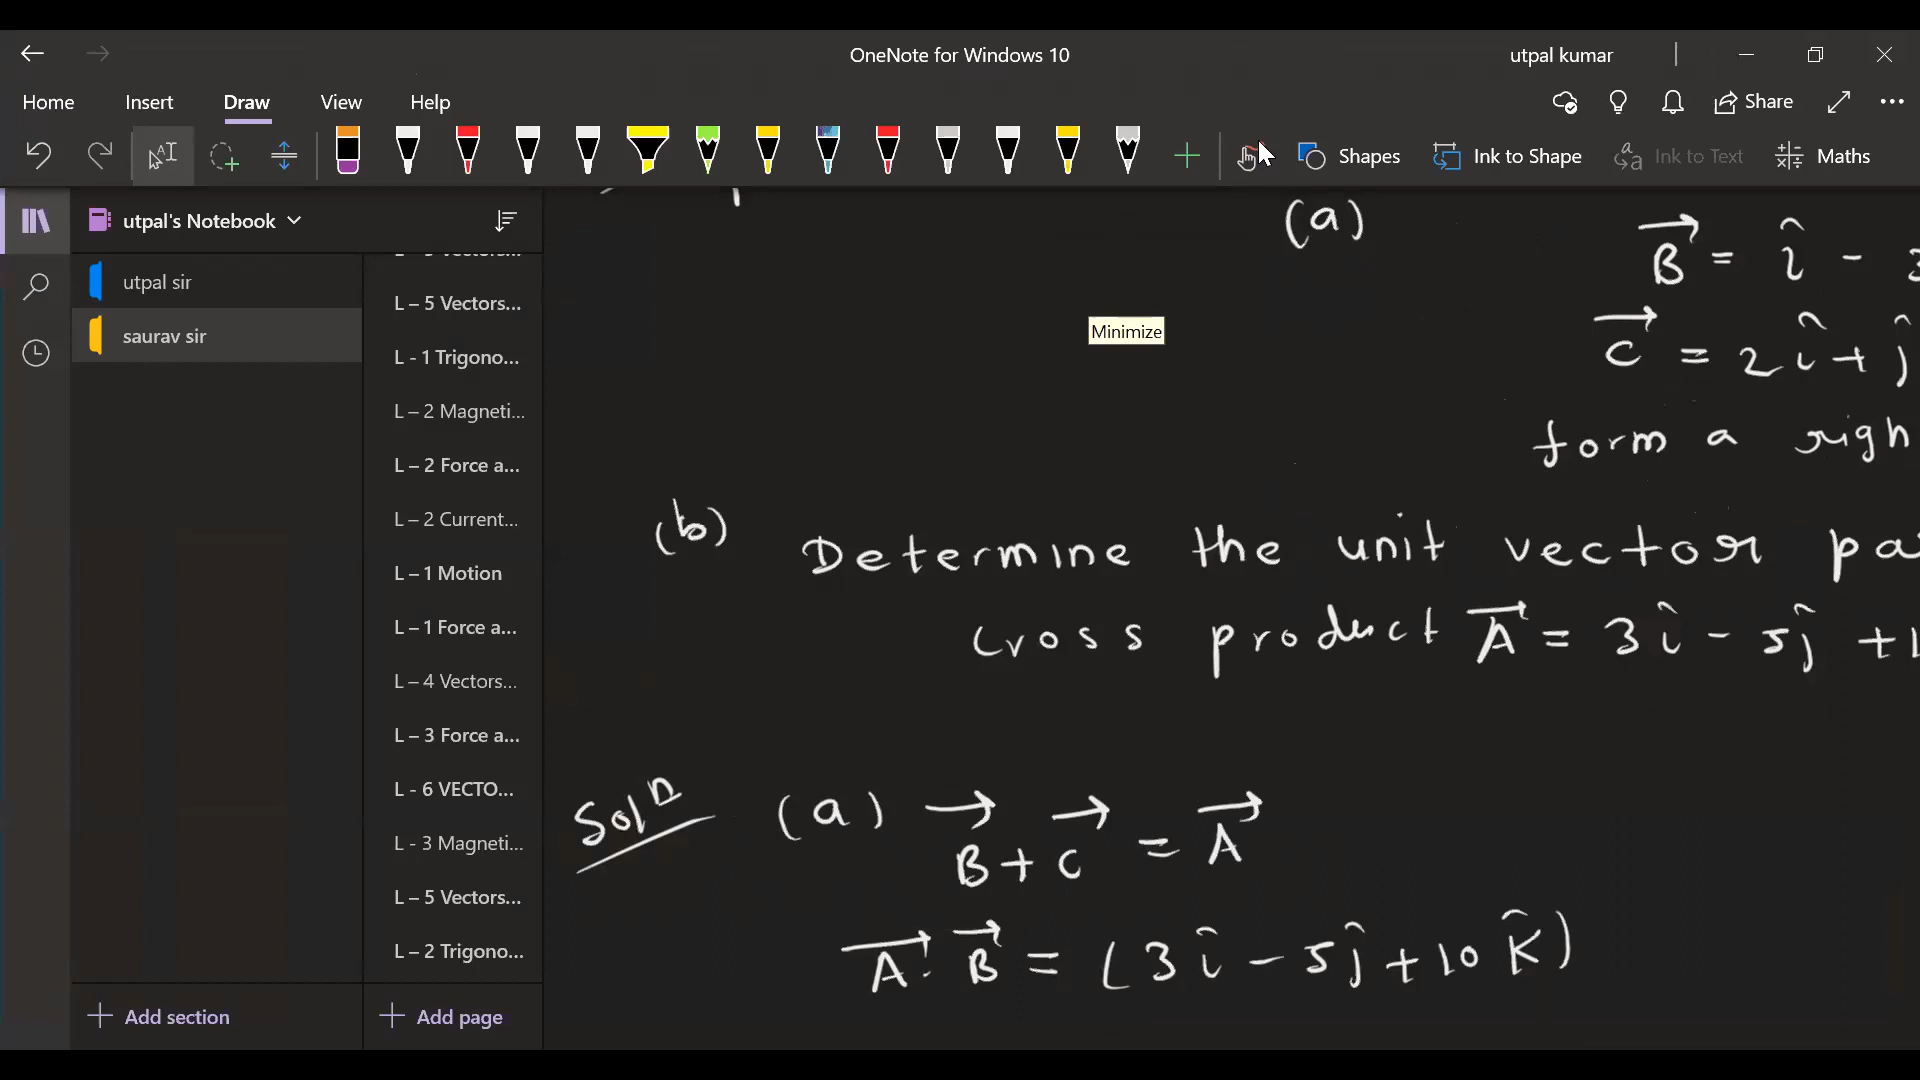 OneNote for Windows 10
utpal kumar
Home Insert Draw View Help
Share
Shapes Ink to Shape Ink to Text Maths
utpal's Notebook
utpal sir
saurav sir
L – 5 Vectors...
L - 1 Trigono...
L – 2 Magneti...
L – 2 Force a...
L – 2 Current...
L – 1 Motion
L – 1 Force a...
L – 4 Vectors...
L – 3 Force a...
L - 6 VECTO...
L - 3 Magneti...
L – 5 Vectors...
L – 2 Trigono...
Add section
Add page
Minimize
(a)
B⃗ = î - 3
C⃗ = 2î + ĵ
form a righ
(b) Determine the unit vector pa
cross product A⃗ = 3î - 5ĵ + 1
Solⁿ (a) B⃗ + C⃗ = A⃗
A⃗ . B⃗ = (3î - 5ĵ + 10k̂)